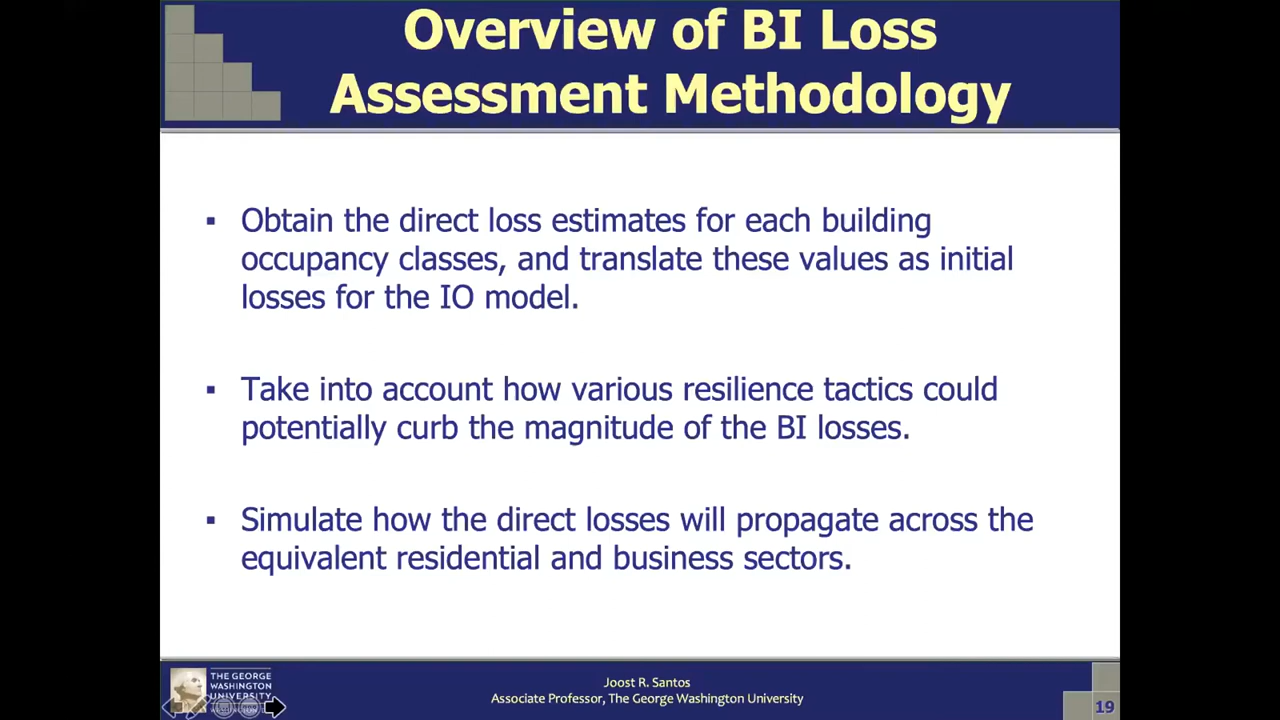 Overview of BI Loss
Assessment Methodology
▪ Obtain the direct loss estimates for each building
occupancy classes, and translate these values as initial
losses for the IO model.
▪ Take into account how various resilience tactics could
potentially curb the magnitude of the BI losses.
▪ Simulate how the direct losses will propagate across the
equivalent residential and business sectors.
THE GEORGE
WASHINGTON
UNIVERSITY
Joost R. Santos
Associate Professor, The George Washington University
19